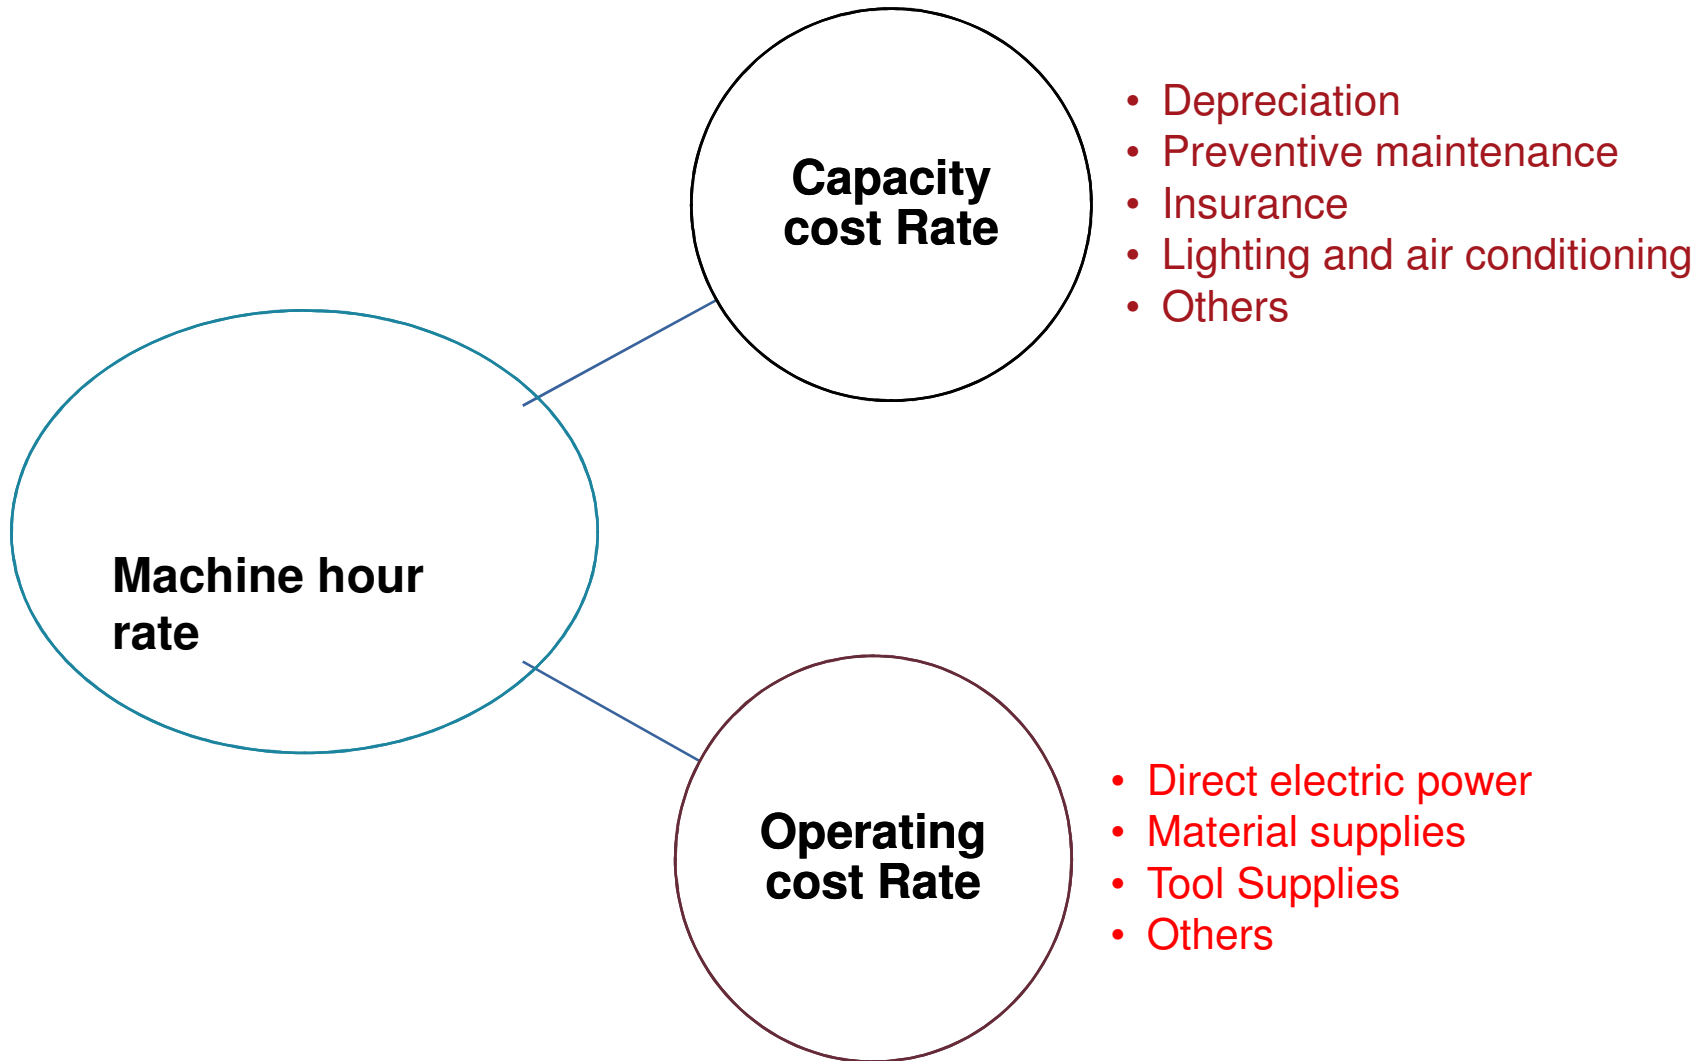 Capacity
cost Rate
• Depreciation
• Preventive maintenance
• Insurance
• Lighting and air conditioning
• Others
Machine hour
rate
Operating
cost Rate
• Direct electric power
• Material supplies
• Tool Supplies
• Others